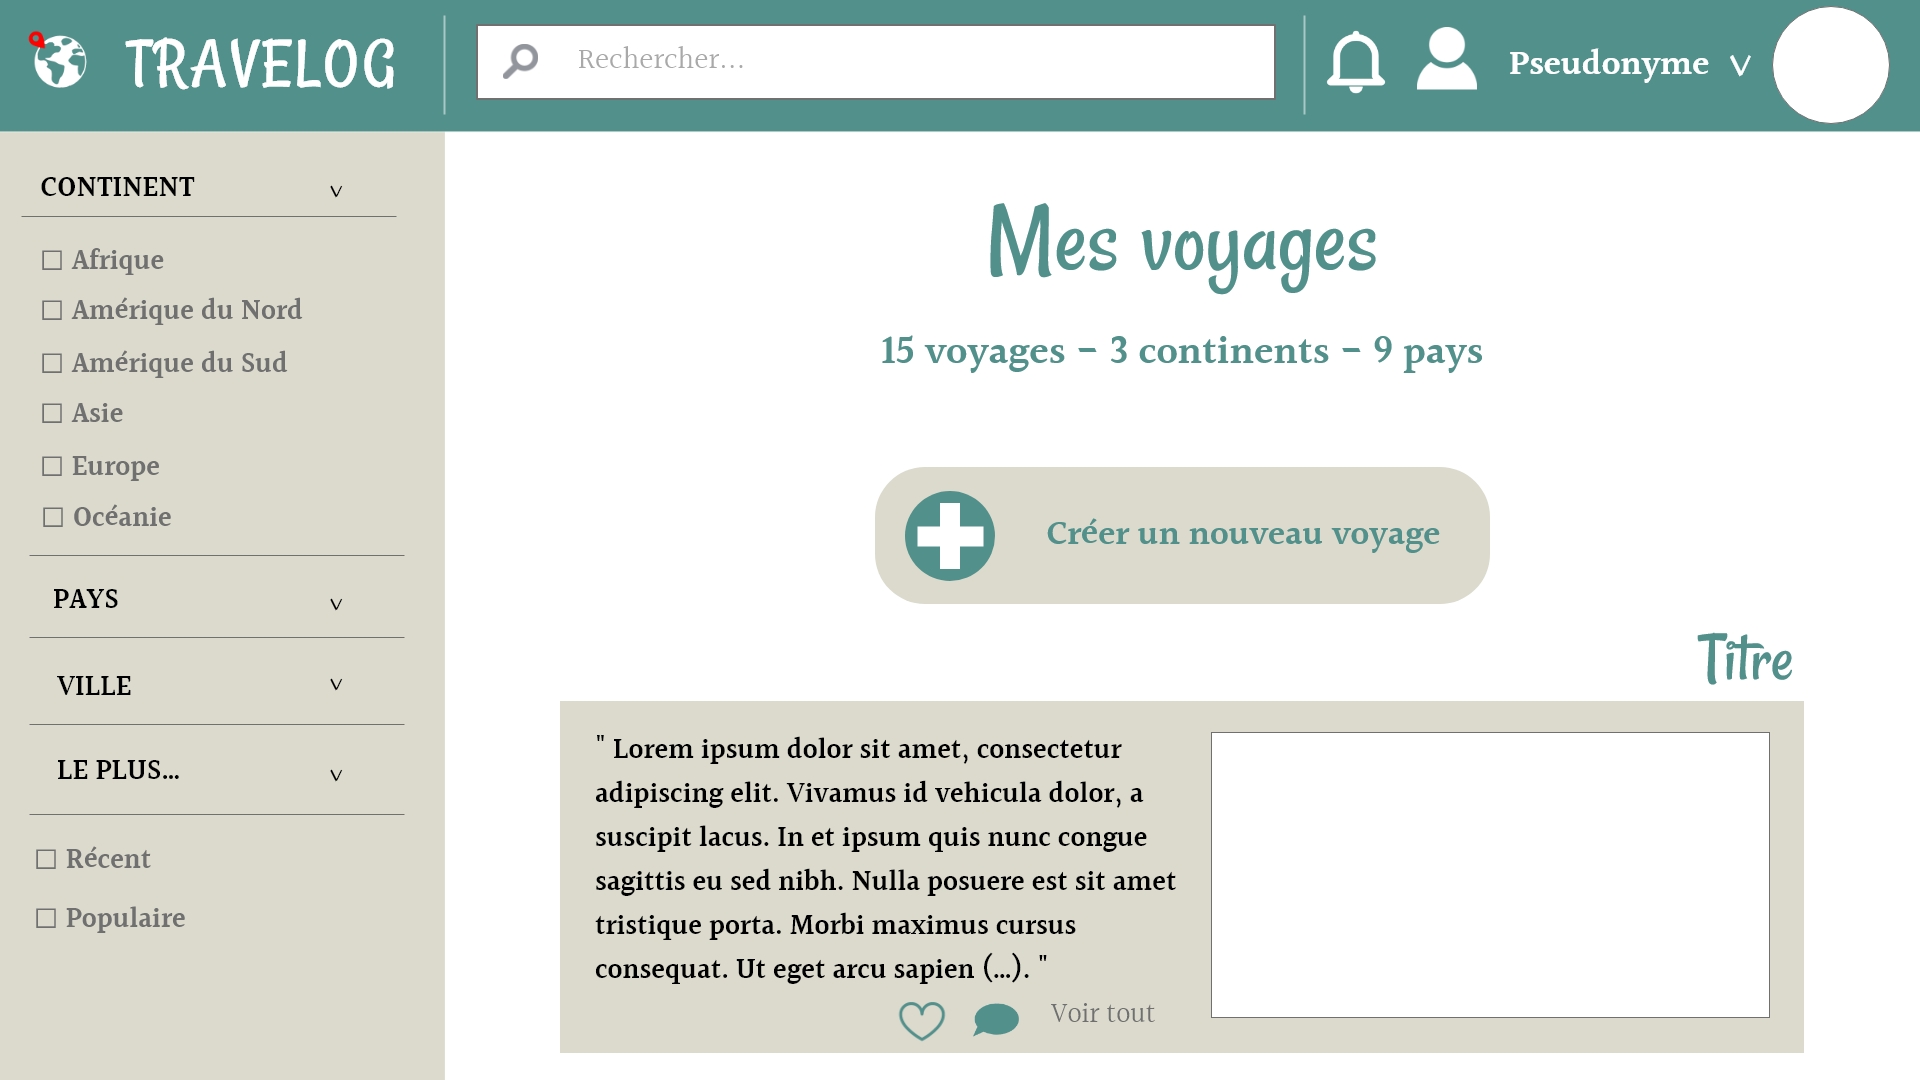 TRAVELOG
Rechercher...
Pseudonyme
CONTINENT
Afrique
Amérique du Nord
Amérique du Sud
Asie
Europe
Océanie
PAYS
VILLE
LE PLUS...
Récent
Populaire
Mes voyages
15 voyages - 3 continents - 9 pays
Créer un nouveau voyage
Titre
" Lorem ipsum dolor sit amet, consectetur
adipiscing elit. Vivamus id vehicula dolor, a
suscipit lacus. In et ipsum quis nunc congue
sagittis eu sed nibh. Nulla posuere est sit amet
tristique porta. Morbi maximus cursus
consequat. Ut eget arcu sapien (...). "
Voir tout